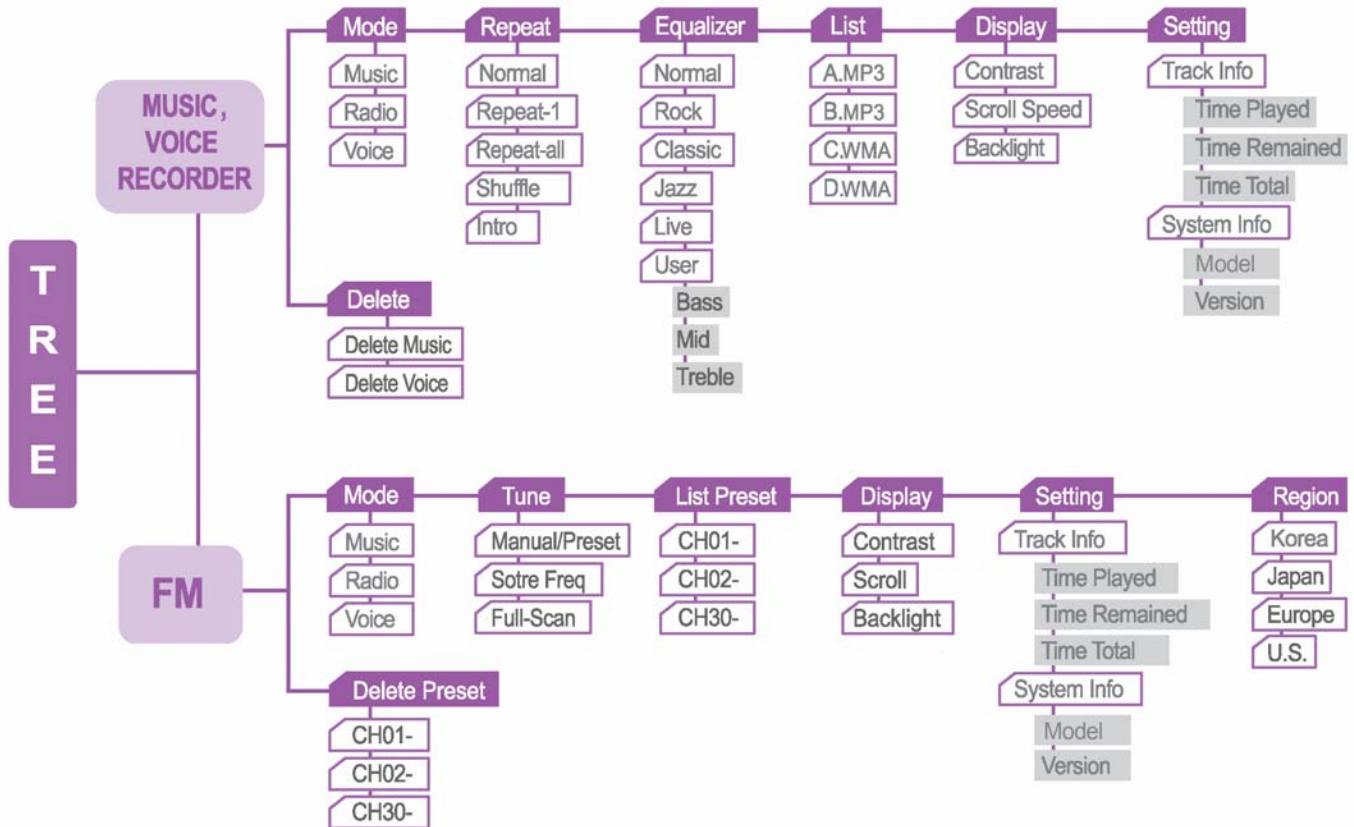 TREE
MUSIC,
VOICE
RECORDER
Mode
Music
Radio
Voice
Repeat
Normal
Repeat-1
Repeat-all
Shuffle
Intro
Equalizer
Normal
Rock
Classic
Jazz
Live
User
Bass
Mid
Treble
List
A.MP3
B.MP3
C.WMA
D.WMA
Display
Contrast
Scroll Speed
Backlight
Setting
Track Info
Time Played
Time Remained
Time Total
System Info
Model
Version
Delete
Delete Music
Delete Voice
FM
Mode
Music
Radio
Voice
Tune
Manual/Preset
Sotre Freq
Full-Scan
List Preset
CH01-
CH02-
CH30-
Display
Contrast
Scroll
Backlight
Setting
Track Info
Time Played
Time Remained
Time Total
System Info
Model
Version
Region
Korea
Japan
Europe
U.S.
Delete Preset
CH01-
CH02-
CH30-